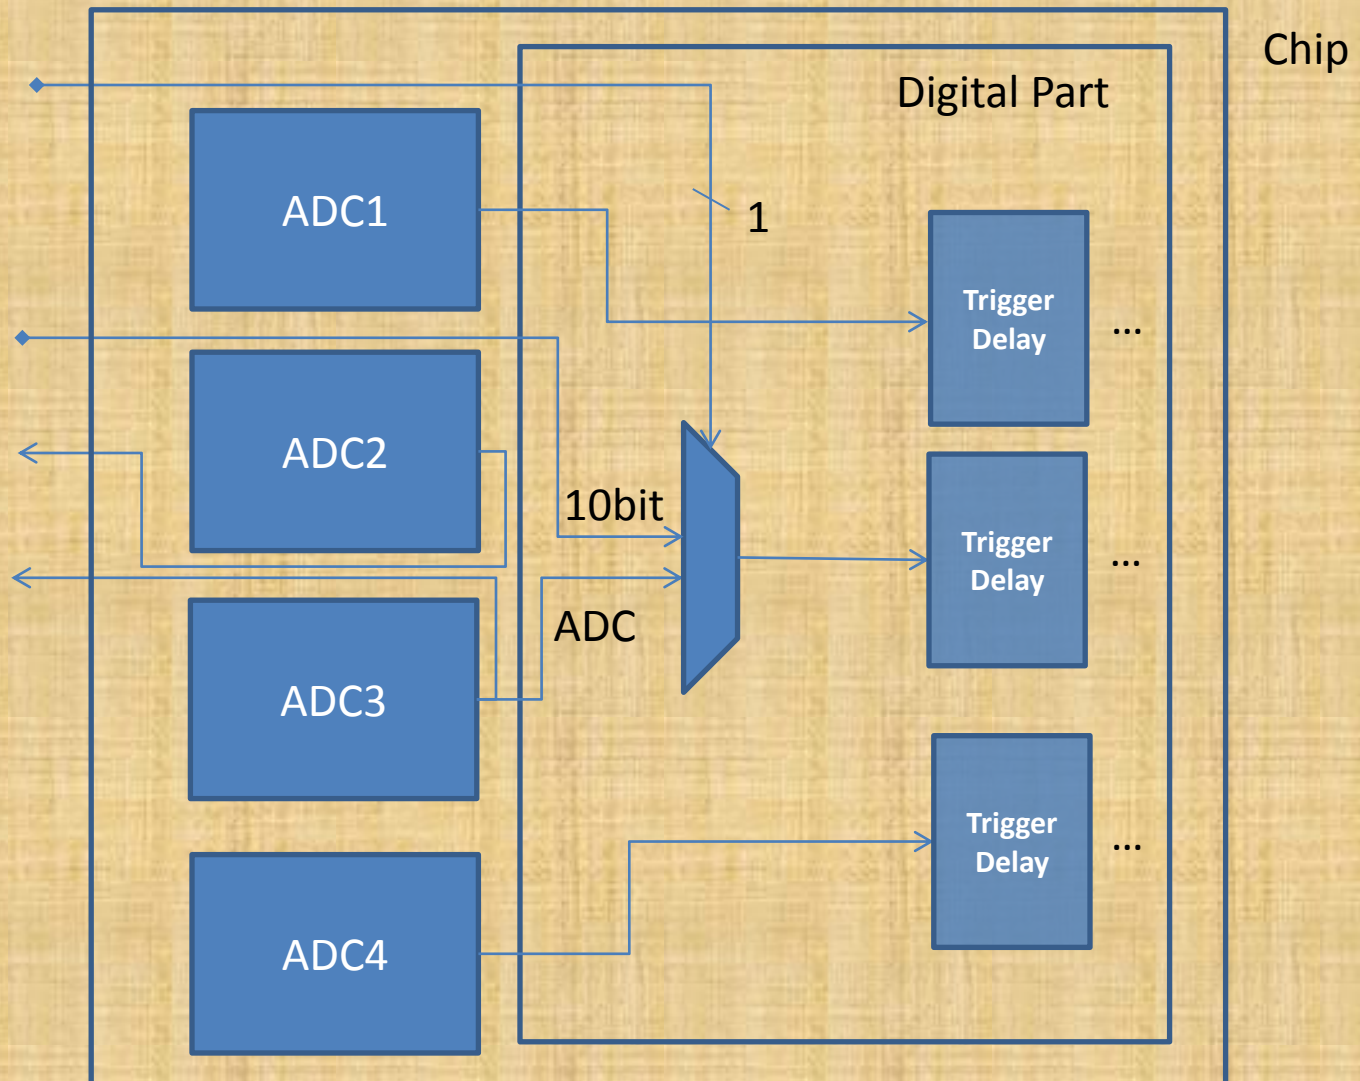 Chip
Digital Part
ADC1
1
Trigger
Delay
...
ADC2
10bit
Trigger
Delay
...
ADC
ADC3
Trigger
Delay
...
ADC4